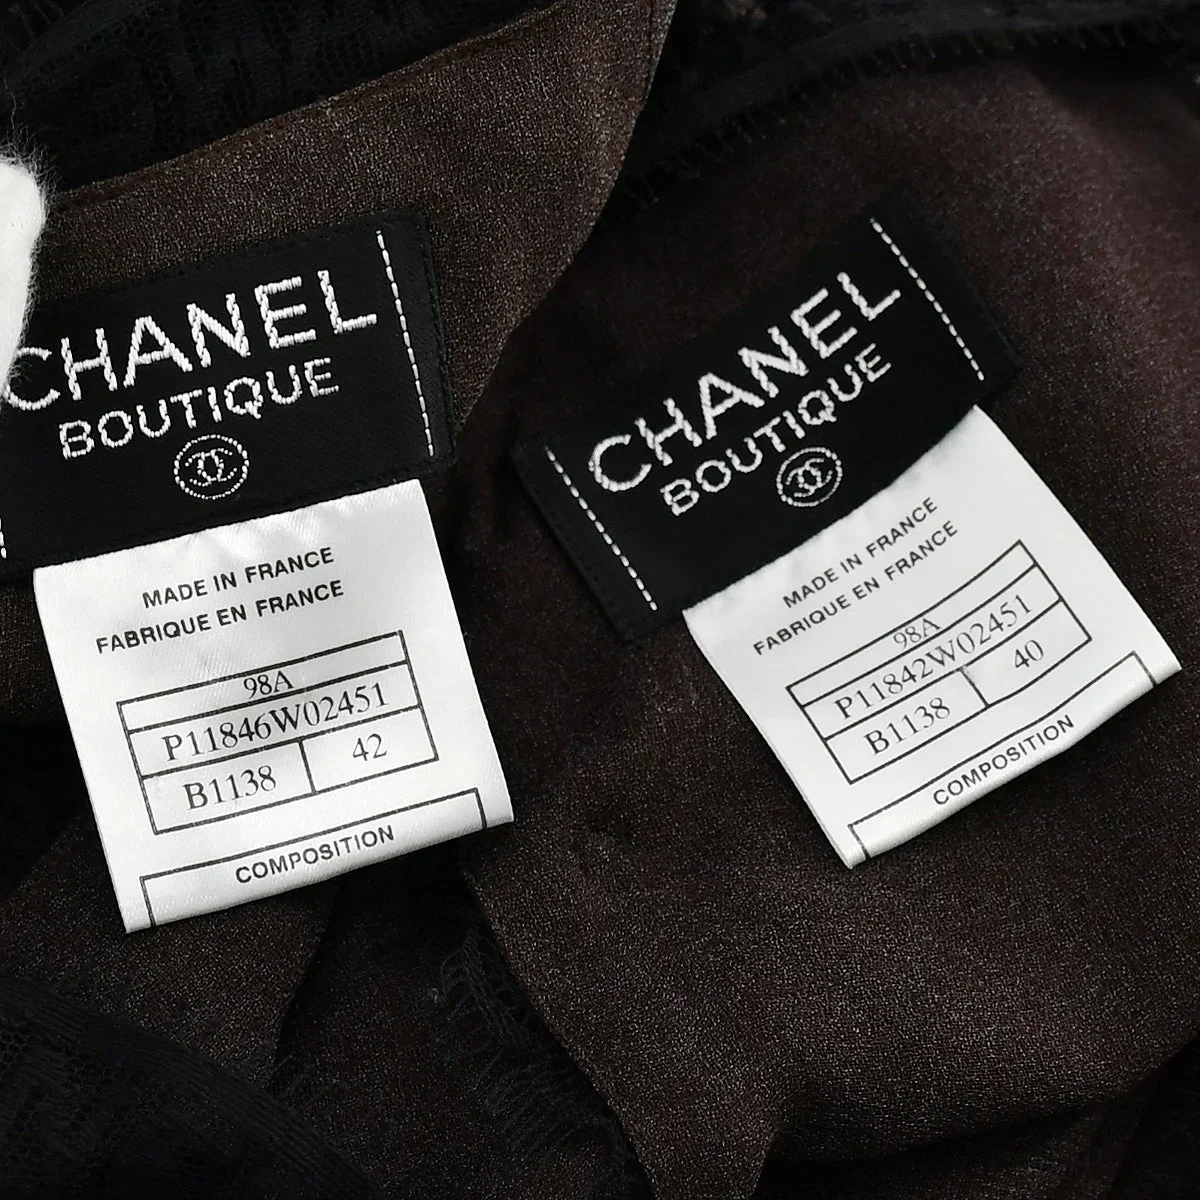 CHANEL
BOUTIQUE
MADE IN FRANCE
FABRIQUE EN FRANCE
98A
P11846W02451
B1138 42
COMPOSITION
CHANEL
BOUTIQUE
MADE IN FRANCE
FABRIQUE EN FRANCE
98A
P11842W02451
B1138 40
COMPOSITION